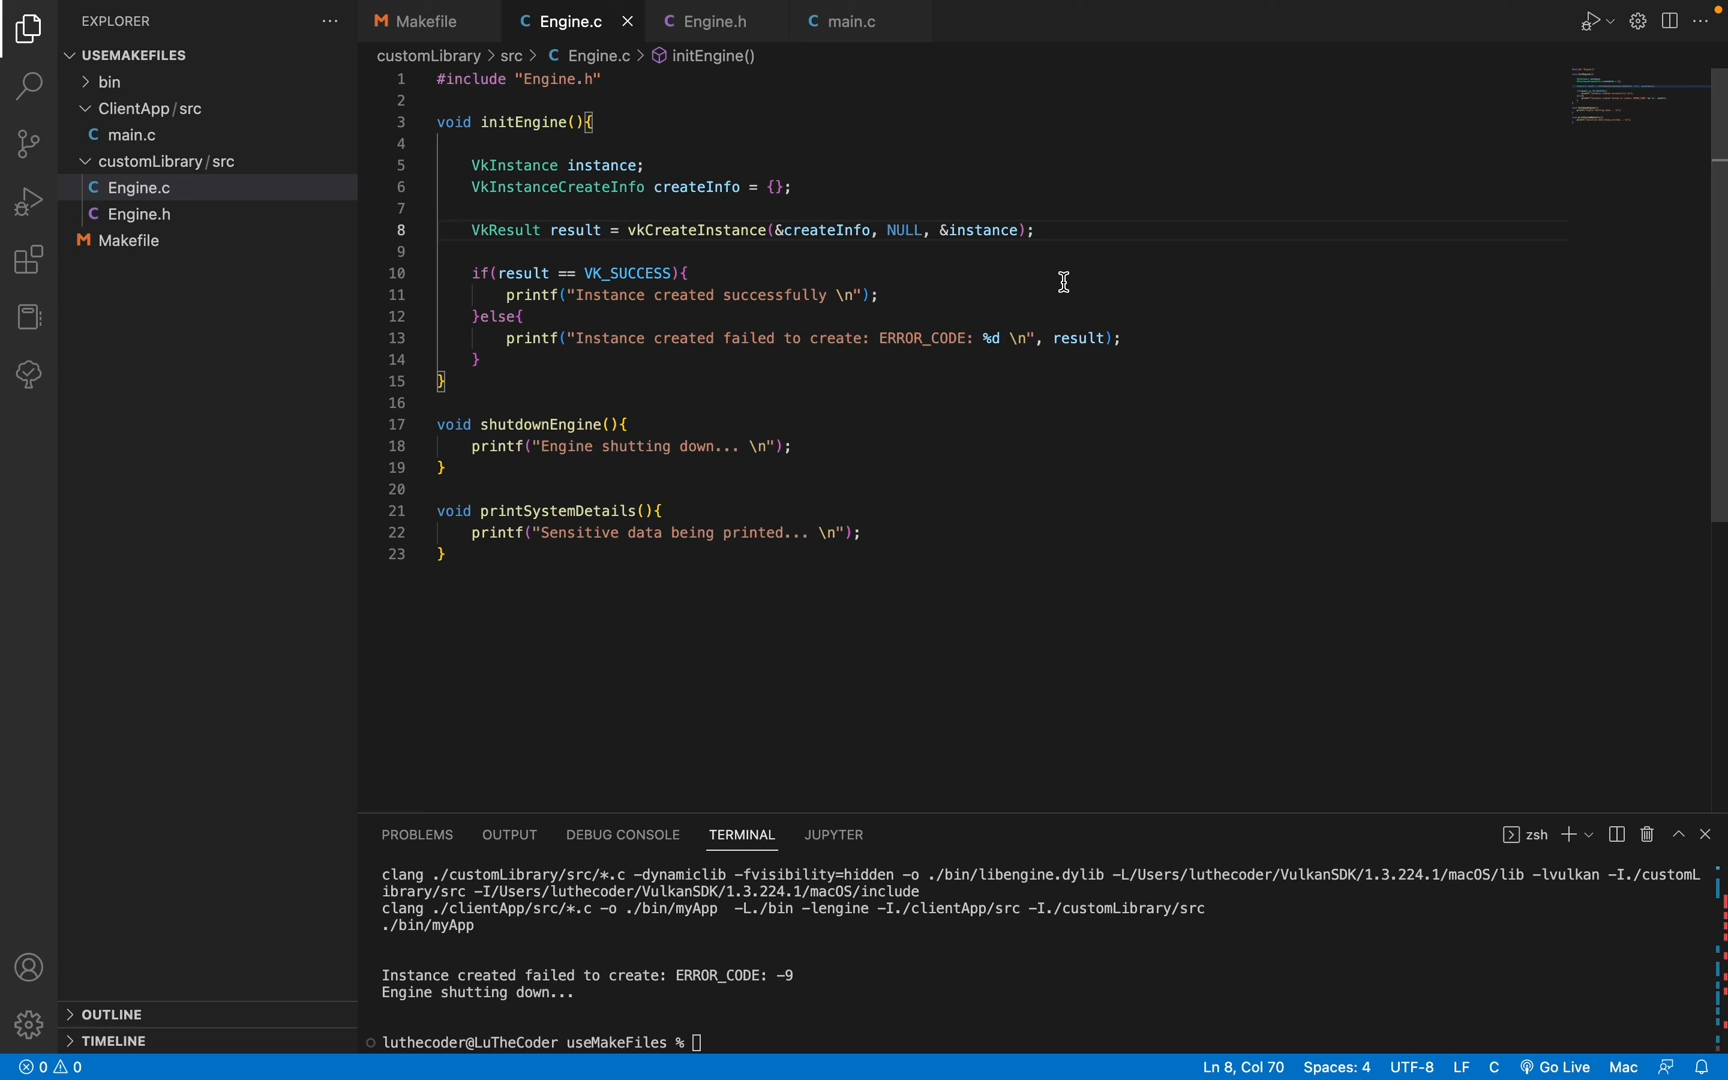 EXPLORER
USEMAKEFILES
bin
ClientApp / src
C main.c
customLibrary / src
C Engine.c
C Engine.h
M Makefile
OUTLINE
TIMELINE
M Makefile C Engine.c C Engine.h C main.c
customLibrary > src > C Engine.c > initEngine()
1 #include "Engine.h"
2
3 void initEngine(){
4
5 VkInstance instance;
6 VkInstanceCreateInfo createInfo = {};
7
8 VkResult result = vkCreateInstance(&createInfo, NULL, &instance);
9
10 if(result == VK_SUCCESS){
11 printf("Instance created successfully \n");
12 }else{
13 printf("Instance created failed to create: ERROR_CODE: %d \n", result);
14 }
15 }
16
17 void shutdownEngine(){
18 printf("Engine shutting down... \n");
19 }
20
21 void printSystemDetails(){
22 printf("Sensitive data being printed... \n");
23 }
PROBLEMS OUTPUT DEBUG CONSOLE TERMINAL JUPYTER zsh
clang ./customLibrary/src/*.c -dynamiclib -fvisibility=hidden -o ./bin/libengine.dylib -L/Users/luthecoder/VulkanSDK/1.3.224.1/macOS/lib -lvulkan -I./customL
ibrary/src -I/Users/luthecoder/VulkanSDK/1.3.224.1/macOS/include
clang ./clientApp/src/*.c -o ./bin/myApp  -L./bin -lengine -I./clientApp/src -I./customLibrary/src
./bin/myApp
Instance created failed to create: ERROR_CODE: -9
Engine shutting down...
luthecoder@LuTheCoder useMakeFiles %
0 0 Ln 8, Col 70 Spaces: 4 UTF-8 LF C Go Live Mac